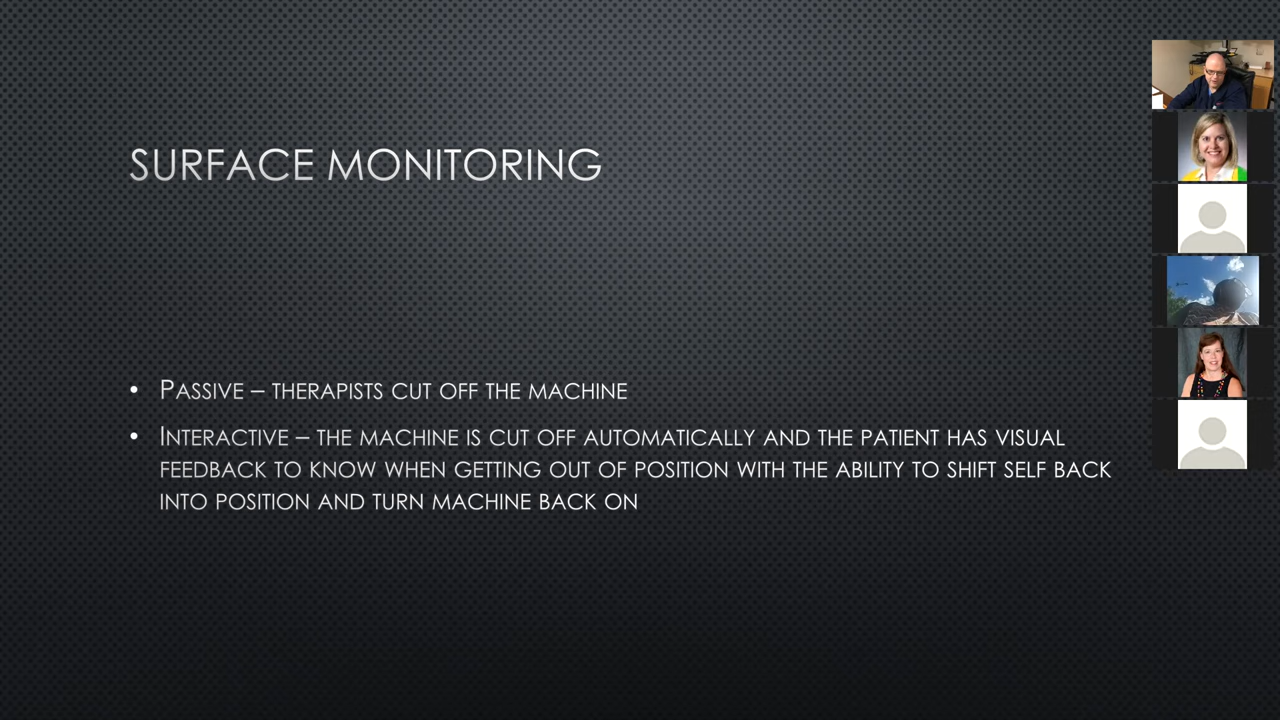 SURFACE MONITORING
• PASSIVE – THERAPISTS CUT OFF THE MACHINE
• INTERACTIVE – THE MACHINE IS CUT OFF AUTOMATICALLY AND THE PATIENT HAS VISUAL
FEEDBACK TO KNOW WHEN GETTING OUT OF POSITION WITH THE ABILITY TO SHIFT SELF BACK
INTO POSITION AND TURN MACHINE BACK ON